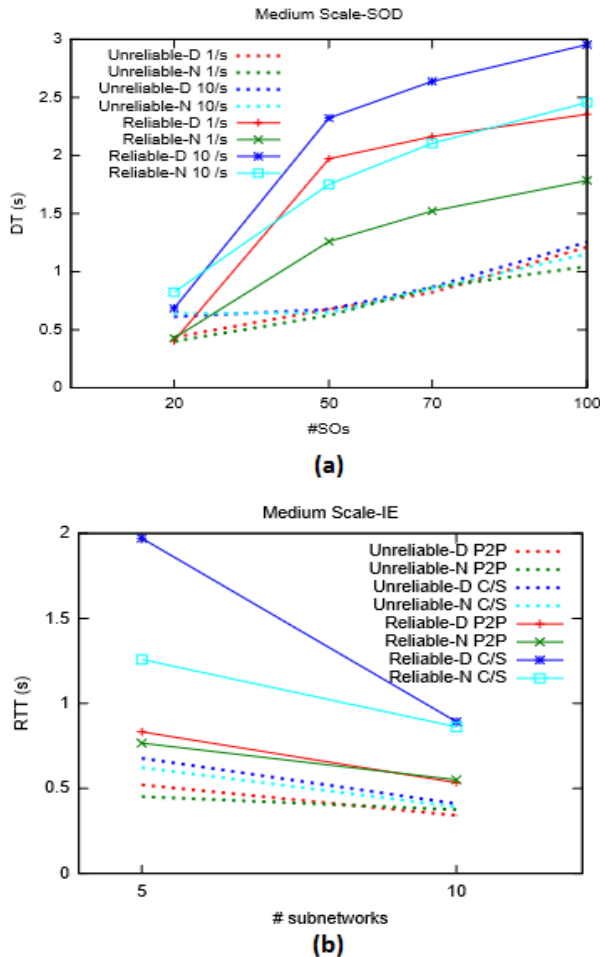 Medium Scale-SOD
3
2.5
2
1.5
1
0.5
0
DT (s)
Unreliable-D 1/s
Unreliable-N 1/s
Unreliable-D 10/s
Unreliable-N 10/s
Reliable-D 1/s
Reliable-N 1/s
Reliable-D 10 /s
Reliable-N 10 /s
20 50 70 100
#SOs
(a)
Medium Scale-IE
2
1.5
1
0.5
0
RTT (s)
Unreliable-D P2P
Unreliable-N P2P
Unreliable-D C/S
Unreliable-N C/S
Reliable-D P2P
Reliable-N P2P
Reliable-D C/S
Reliable-N C/S
5 10
# subnetworks
(b)